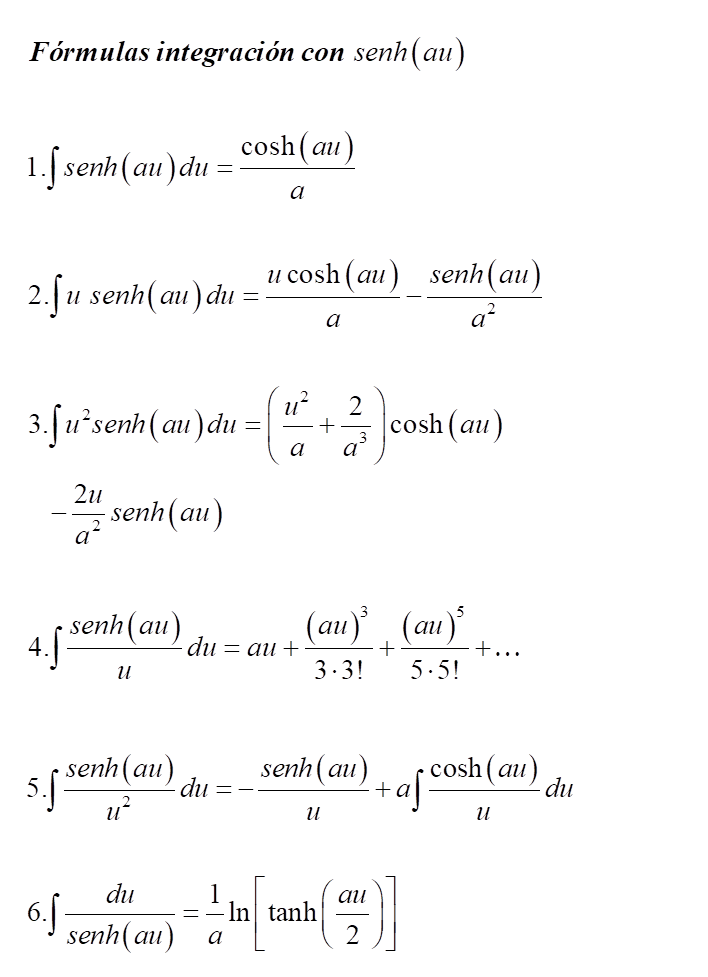 Fórmulas integración con senh(au)
1.∫senh(au)du = cosh(au)/a
2.∫u senh(au)du = u cosh(au)/a − senh(au)/a²
3.∫u²senh(au)du = (u²/a + 2/a³)cosh(au)
− 2u/a² senh(au)
4.∫senh(au)/u du = au + (au)³/3·3! + (au)⁵/5·5! + …
5.∫senh(au)/u² du = − senh(au)/u + a∫cosh(au)/u du
6.∫du/senh(au) = 1/a ln[tanh(au/2)]